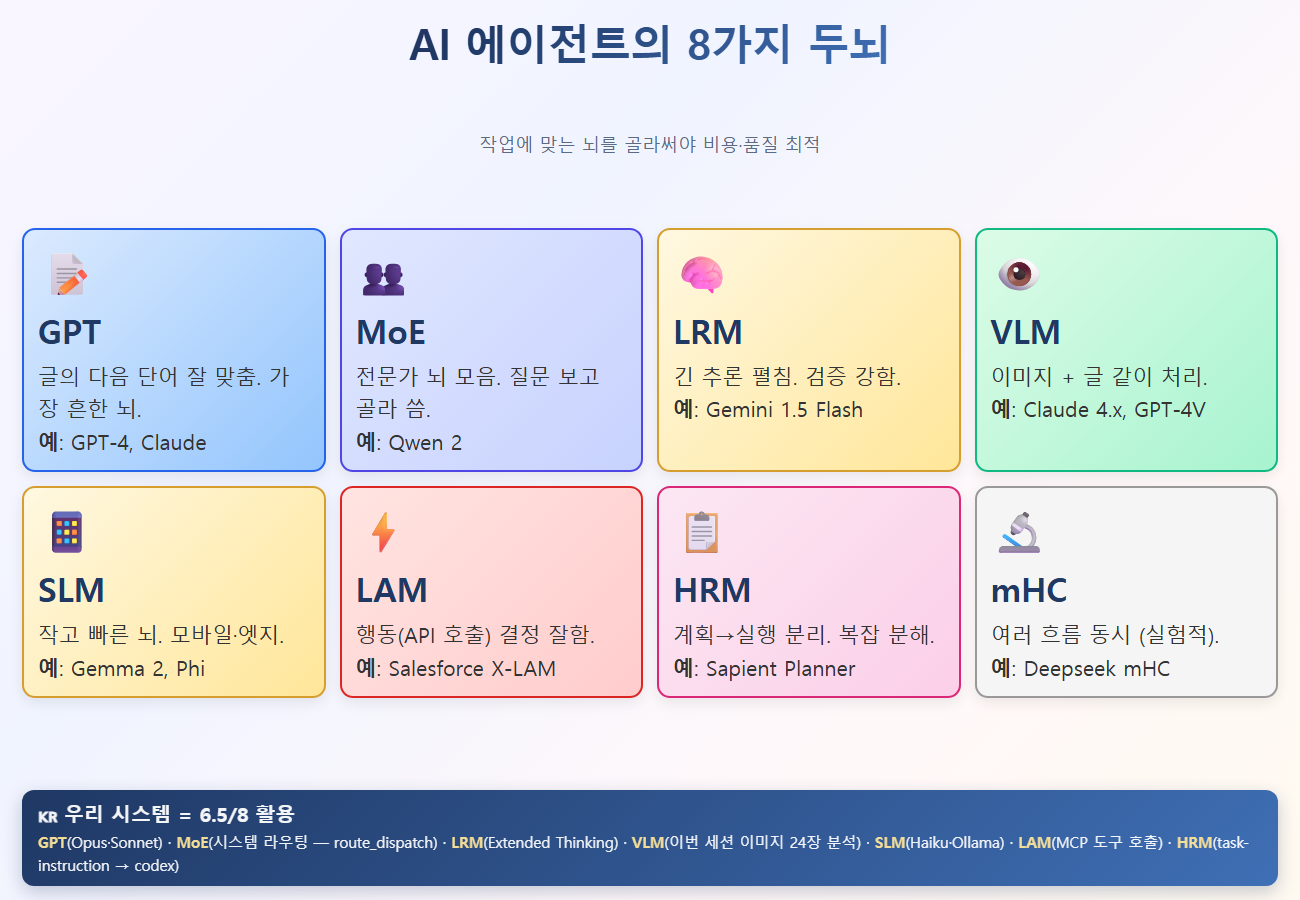 AI 에이전트의 8가지 두뇌
작업에 맞는 뇌를 골라써야 비용·품질 최적
GPT
글의 다음 단어 잘 맞춤. 가
장 흔한 뇌.
예: GPT-4, Claude
MoE
전문가 뇌 모음. 질문 보고
골라 씀.
예: Qwen 2
LRM
긴 추론 펼침. 검증 강함.
예: Gemini 1.5 Flash
VLM
이미지 + 글 같이 처리.
예: Claude 4.x, GPT-4V
SLM
작고 빠른 뇌. 모바일·엣지.
예: Gemma 2, Phi
LAM
행동(API 호출) 결정 잘함.
예: Salesforce X-LAM
HRM
계획→실행 분리. 복잡 분해.
예: Sapient Planner
mHC
여러 흐름 동시 (실험적).
예: Deepseek mHC
KR 우리 시스템 = 6.5/8 활용
GPT(Opus·Sonnet) · MoE(시스템 라우팅 — route_dispatch) · LRM(Extended Thinking) · VLM(이번 세션 이미지 24장 분석) · SLM(Haiku·Ollama) · LAM(MCP 도구 호출) · HRM(task-
instruction → codex)